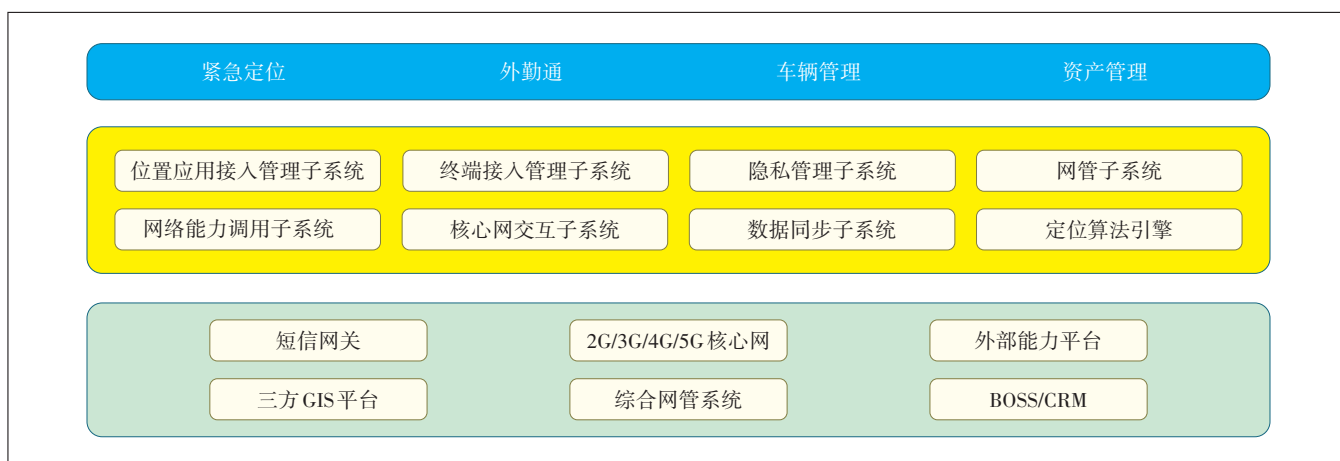 紧急定位 外勤通 车辆管理 资产管理
位置应用接入管理子系统 终端接入管理子系统 隐私管理子系统 网管子系统
网络能力调用子系统 核心网交互子系统 数据同步子系统 定位算法引擎
短信网关 2G/3G/4G/5G核心网 外部能力平台
三方GIS平台 综合网管系统 BOSS/CRM